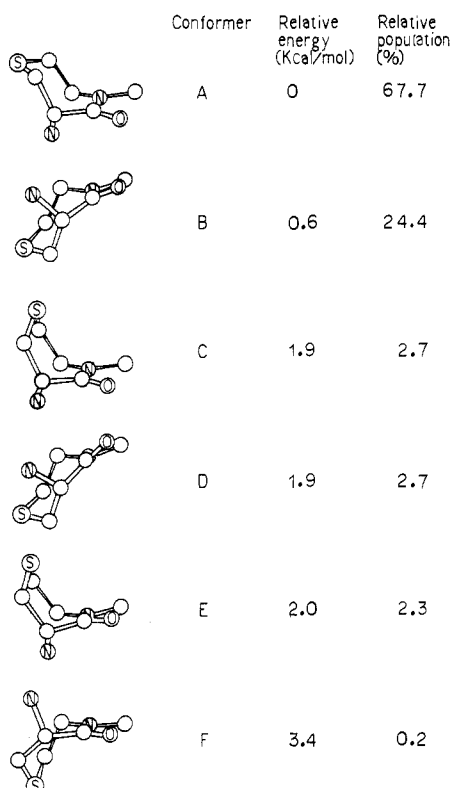 Conformer Relative energy (Kcal/mol) Relative population (%)
S N O N
A 0 67.7
N N O S
B 0.6 24.4
S N O N
C 1.9 2.7
O N S
D 1.9 2.7
S N O N
E 2.0 2.3
N N O S
F 3.4 0.2